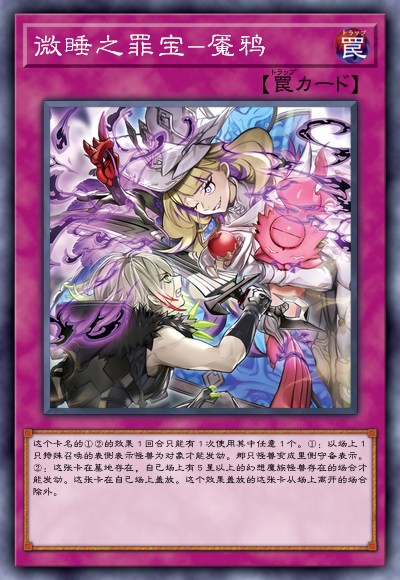 微睡之罪宝-魇鸦
罠
トラップ
【罠カード】
トラップ
这个卡名的①②的效果1回合只能有1次使用其中任意1个。①：以场上1
只特殊召唤的表侧表示怪兽为对象才能发动。那只怪兽变成里侧守备表示。
②：这张卡在墓地存在，自己场上有5星以上的幻想魔族怪兽存在的场合才
能发动。这张卡在自己场上盖放。这个效果盖放的这张卡从场上离开的场合
除外。